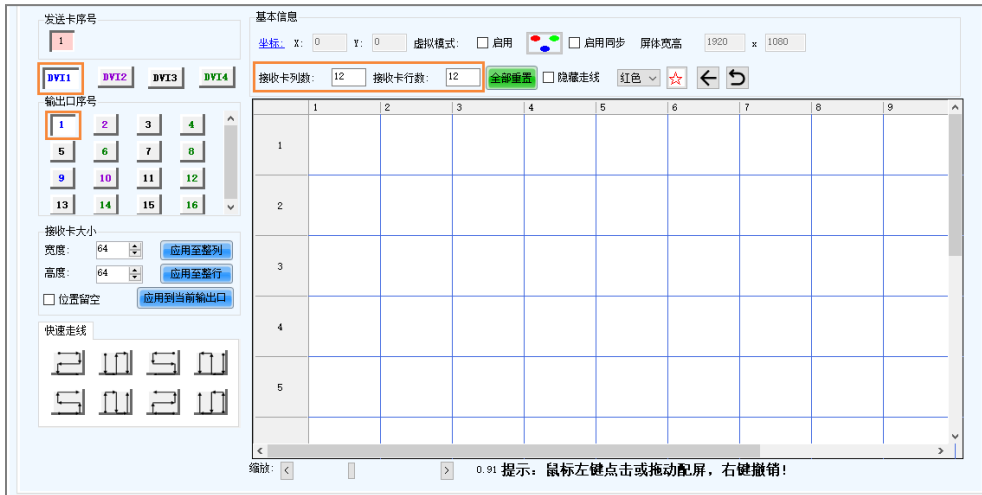 发送卡序号
1
DVI1 DVI2 DVI3 DVI4
输出口序号
1 2 3 4
5 6 7 8
9 10 11 12
13 14 15 16
接收卡大小
宽度: 64 应用至整列
高度: 64 应用至整行
位置留空 应用到当前输出口
快速走线
基本信息
坐标: X: 0 Y: 0 虚拟模式: 启用 启用同步 屏体宽高 1920 x 1080
接收卡列数: 12 接收卡行数: 12 全部重置 隐藏走线 红色
1 2 3 4 5 6 7 8 9
1
2
3
4
5
缩放: 0.91 提示: 鼠标左键点击或拖动配屏, 右键撤销!